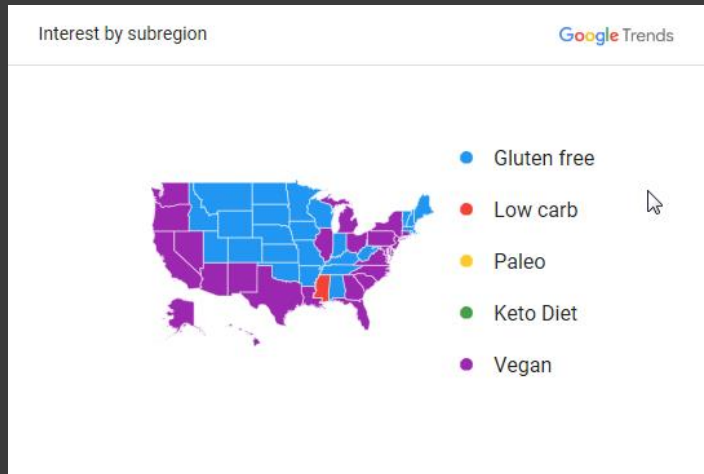 Interest by subregion
Google Trends
Gluten free
Low carb
Paleo
Keto Diet
Vegan